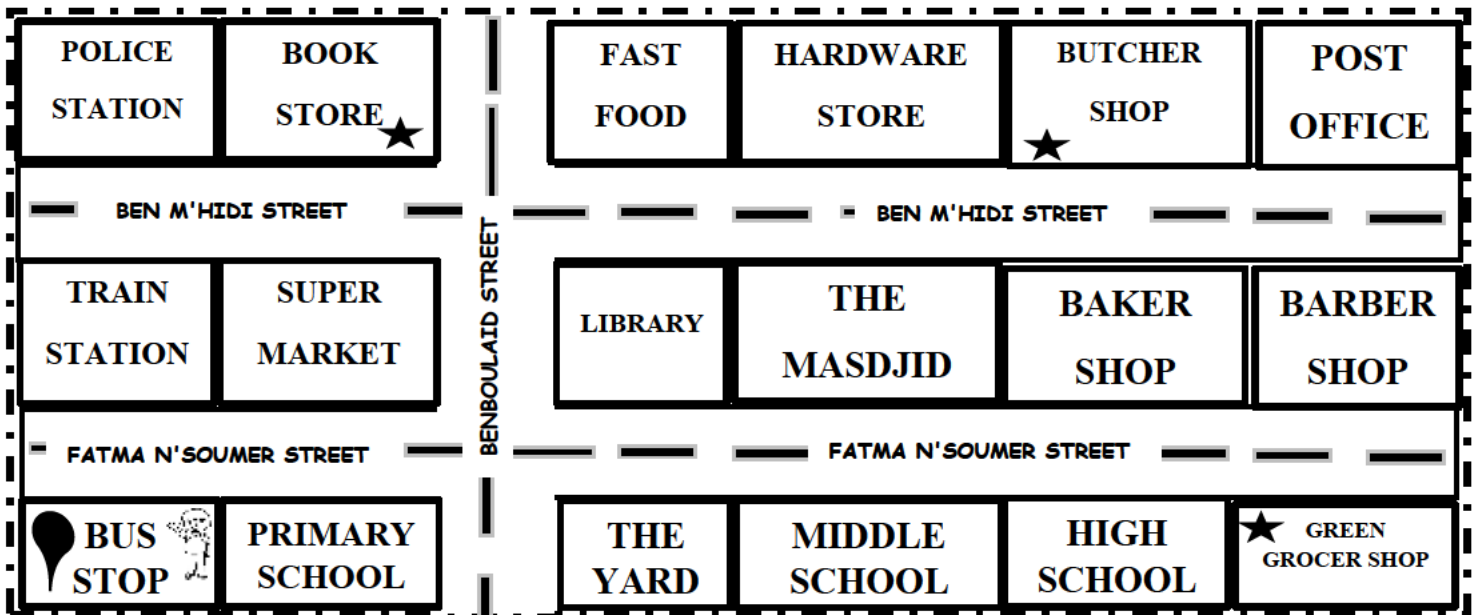 POLICE
STATION
BOOK
STORE
FAST
FOOD
HARDWARE
STORE
BUTCHER
SHOP
POST
OFFICE
BEN M'HIDI STREET
BEN M'HIDI STREET
BENBOULAID STREET
TRAIN
STATION
SUPER
MARKET
LIBRARY
THE
MASDJID
BAKER
SHOP
BARBER
SHOP
FATMA N'SOUMER STREET
FATMA N'SOUMER STREET
BUS
STOP
PRIMARY
SCHOOL
THE
YARD
MIDDLE
SCHOOL
HIGH
SCHOOL
GREEN
GROCER SHOP